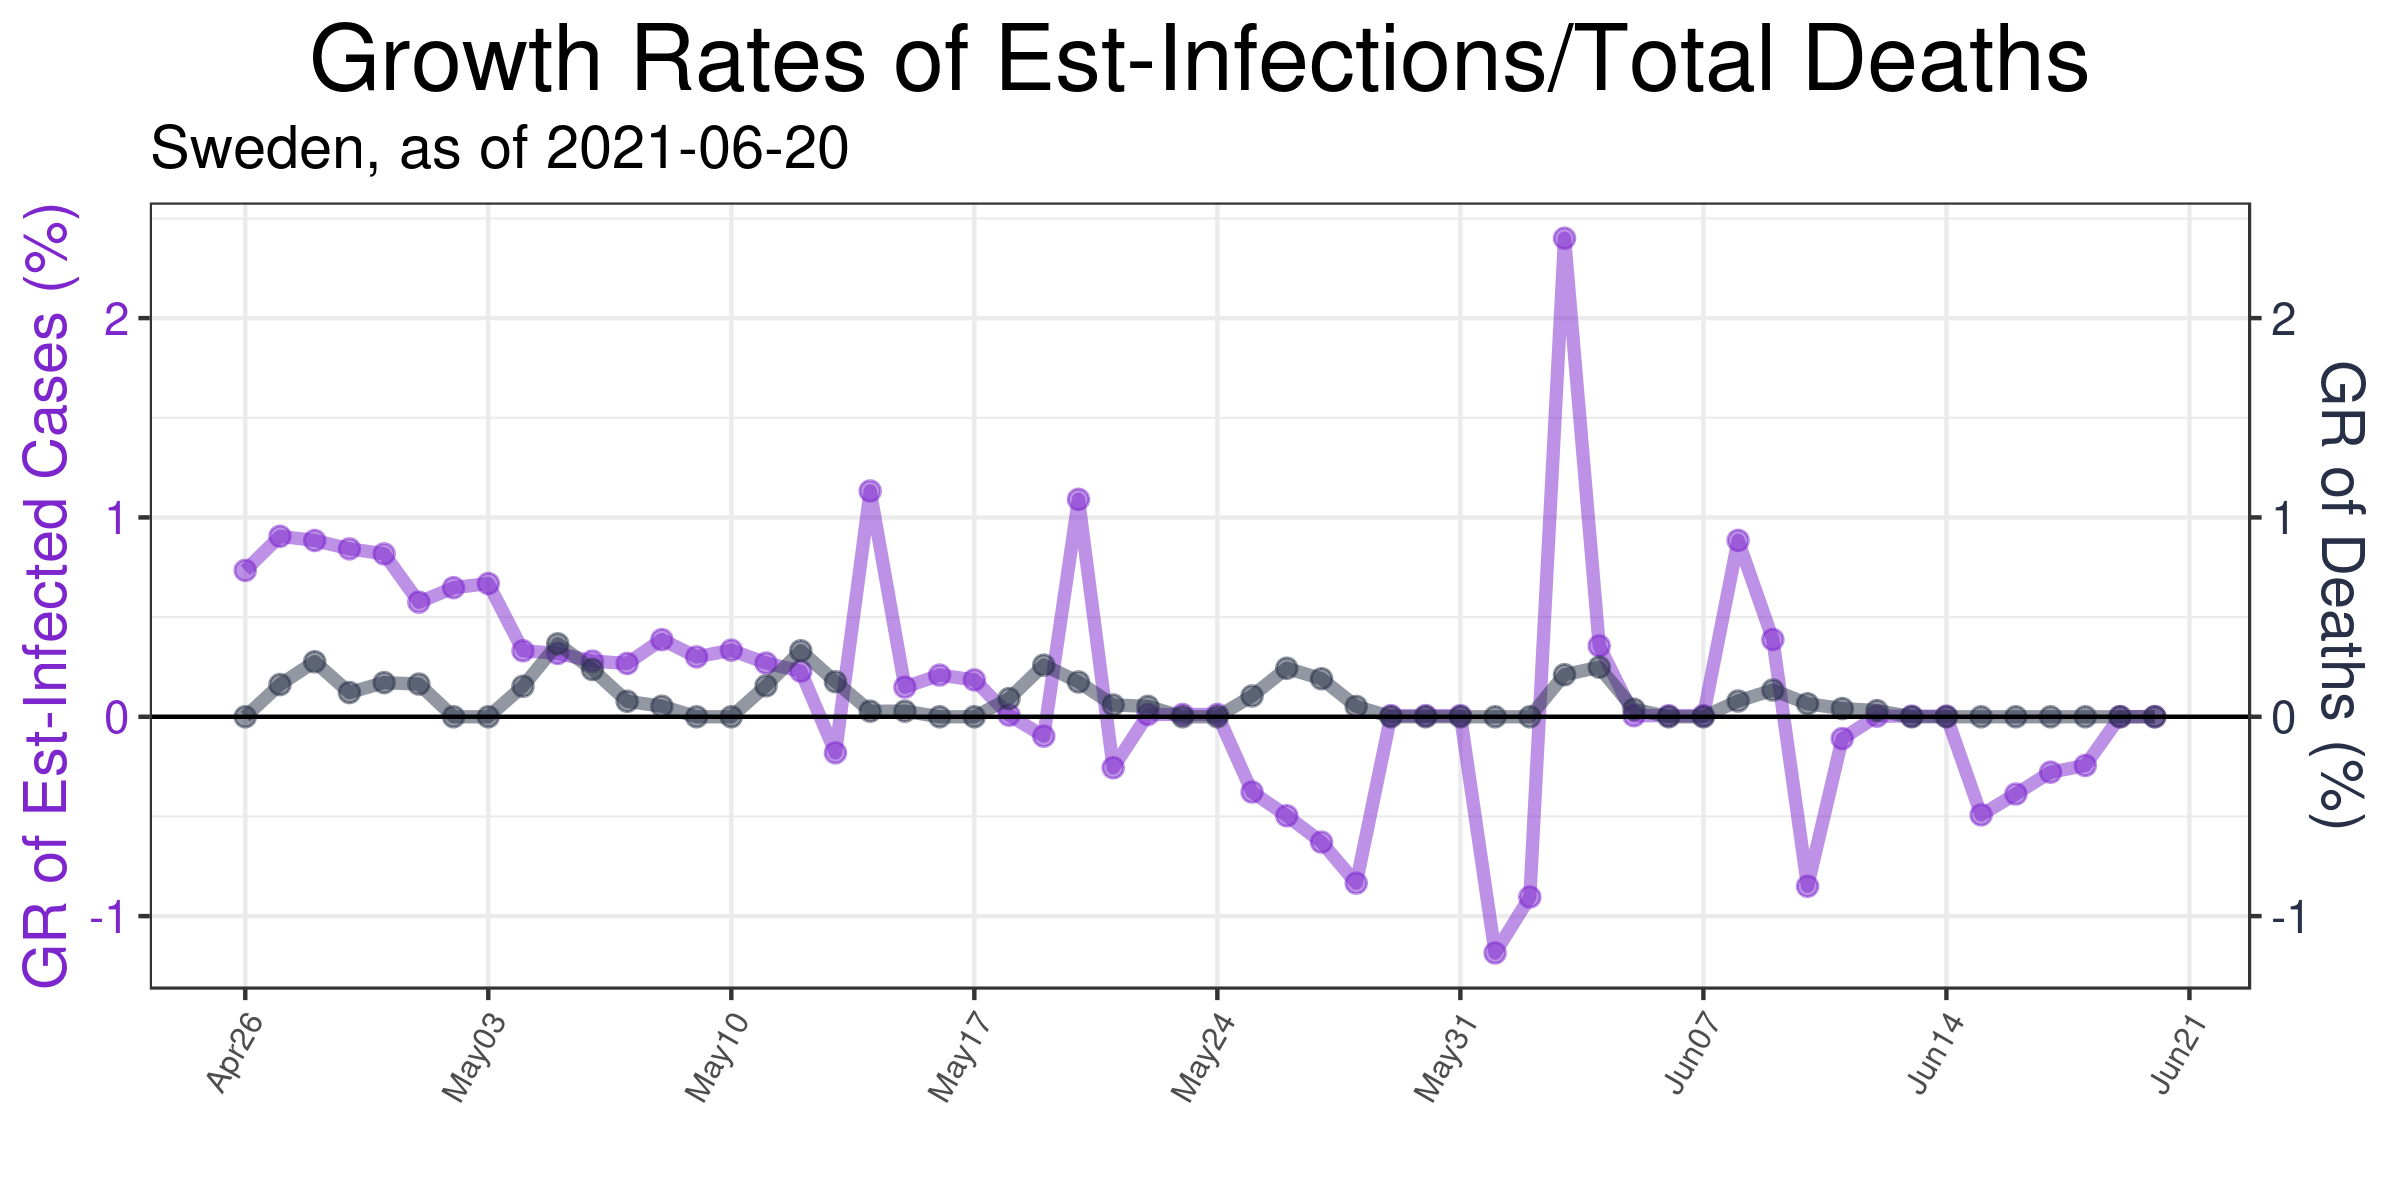 Growth Rates of Est-Infections/Total Deaths
Sweden, as of 2021-06-20
GR of Est-Infected Cases (%)
2
1
0
-1
2
1
0
-1
GR of Deaths (%)
Apr26
May03
May10
May17
May24
May31
Jun07
Jun14
Jun21